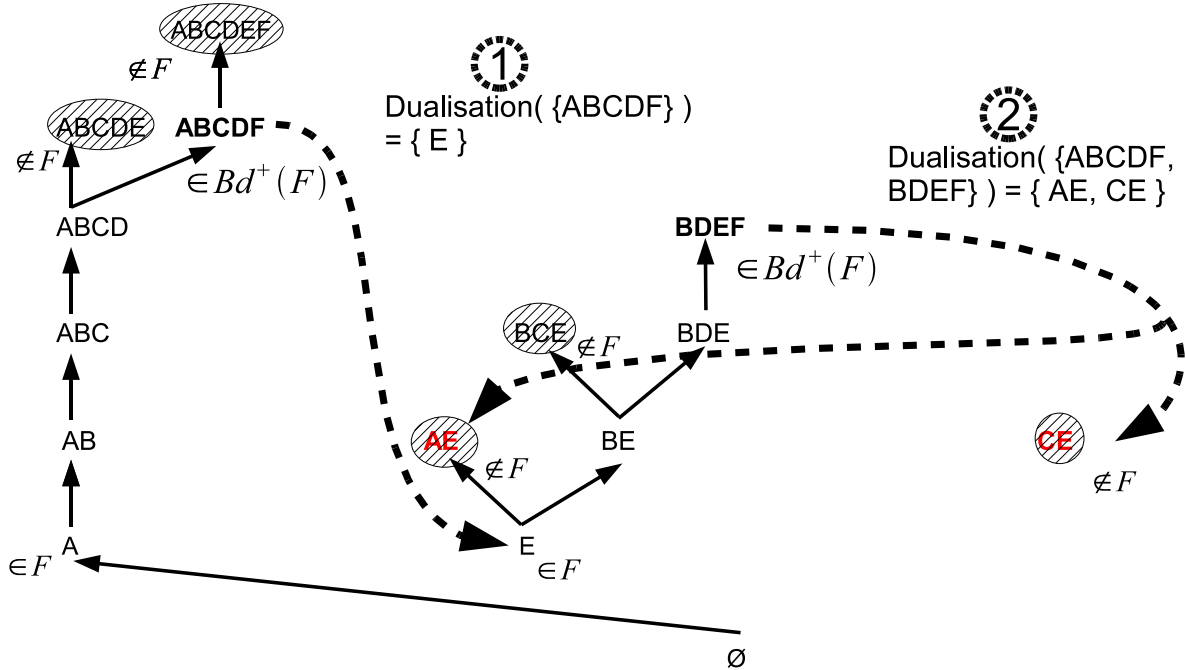 ABCDEF
∉F
1
Dualisation( {ABCDF} )
= { E }
ABCDE
ABCDF
∉F
∈Bd⁺(F)
2
Dualisation( {ABCDF,
BDEF} ) = { AE, CE }
ABCD
BDEF
∈Bd⁺(F)
ABC
BCE
∉F
BDE
AB
AE
∉F
BE
CE
∉F
A
∈F
E
∈F
Ø